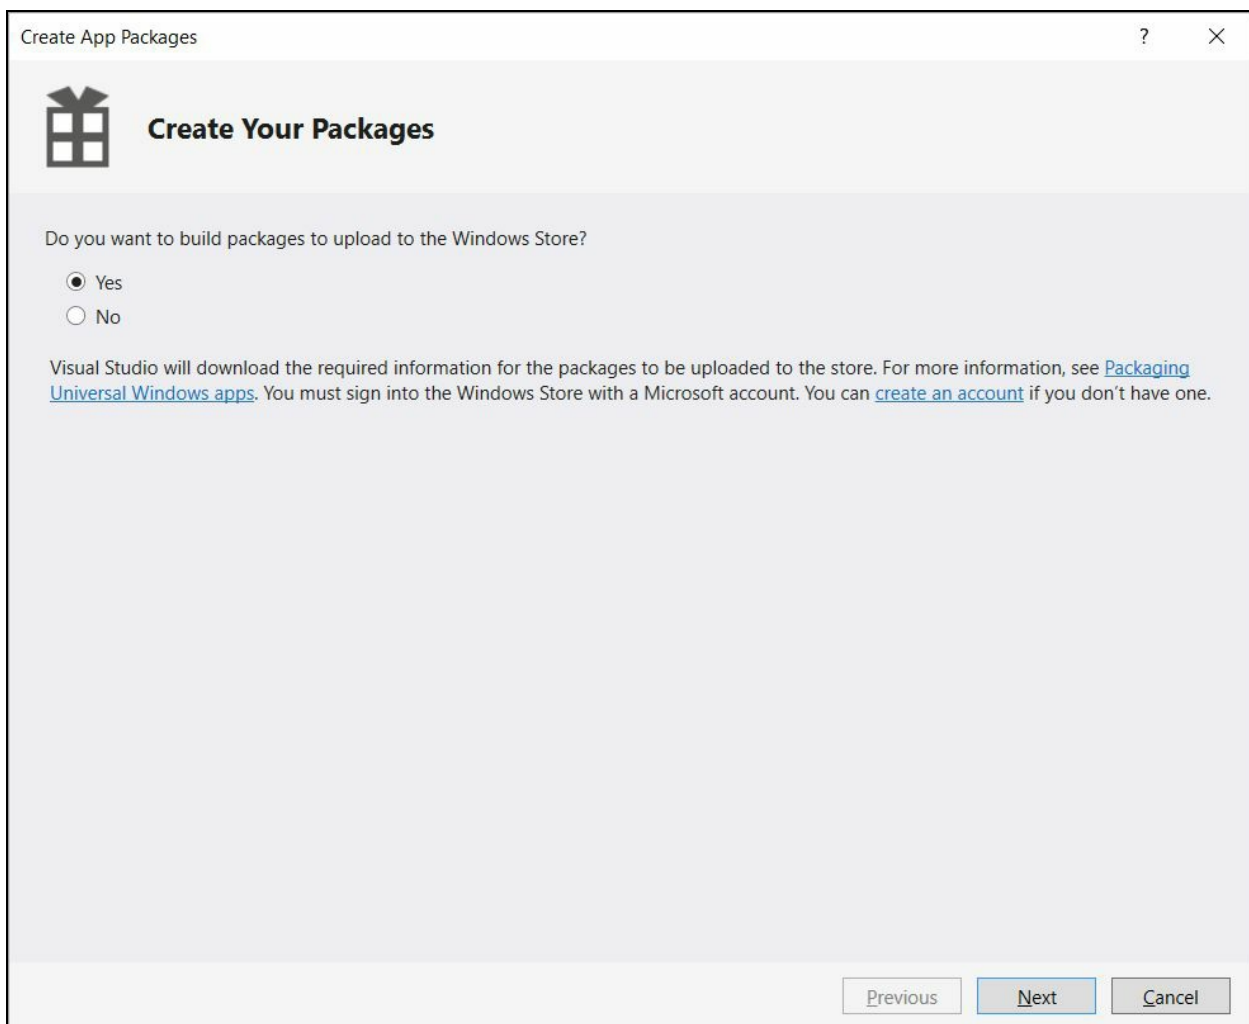 Create App Packages
?
Create Your Packages
Do you want to build packages to upload to the Windows Store?
Yes
No
Visual Studio will download the required information for the packages to be uploaded to the store. For more information, see Packaging
Universal Windows apps. You must sign into the Windows Store with a Microsoft account. You can create an account if you don’t have one.
Previous Next Cancel